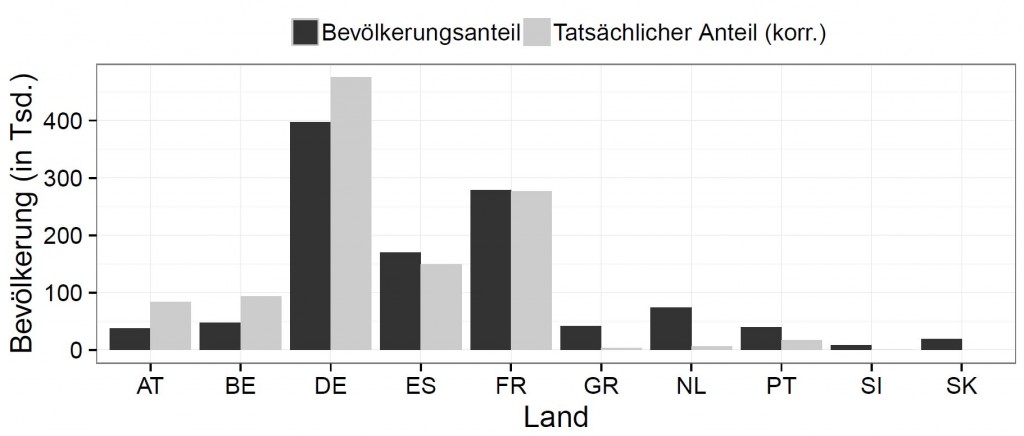 Bevölkerungsanteil Tatsächlicher Anteil (korr.)
Bevölkerung (in Tsd.)
400
300
200
100
0
AT BE DE ES FR GR NL PT SI SK
Land